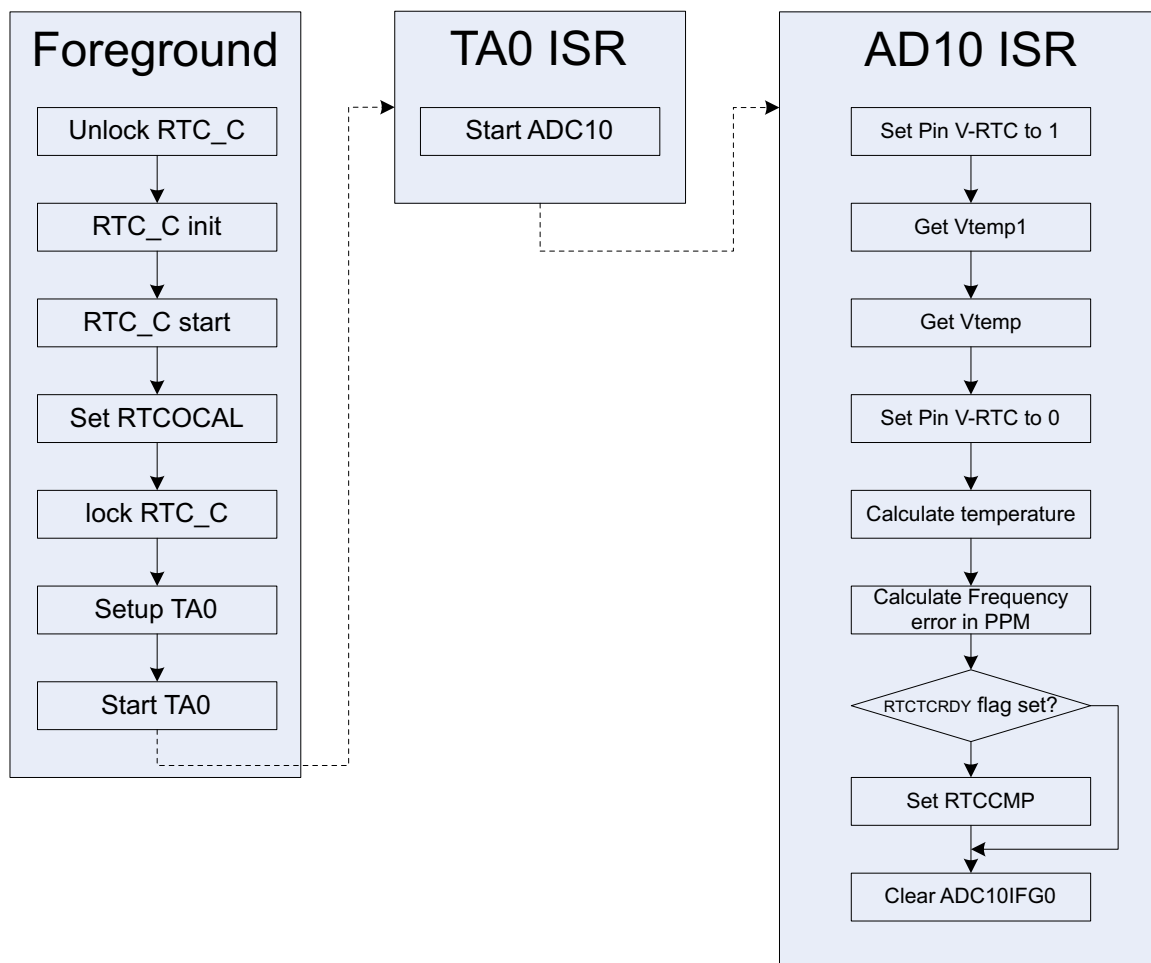 Foreground
Unlock RTC_C
RTC_C init
RTC_C start
Set RTCOCAL
lock RTC_C
Setup TA0
Start TA0
TA0 ISR
Start ADC10
AD10 ISR
Set Pin V-RTC to 1
Get Vtemp1
Get Vtemp
Set Pin V-RTC to 0
Calculate temperature
Calculate Frequency
error in PPM
RTCTCRDY flag set?
Set RTCCMP
Clear ADC10IFG0